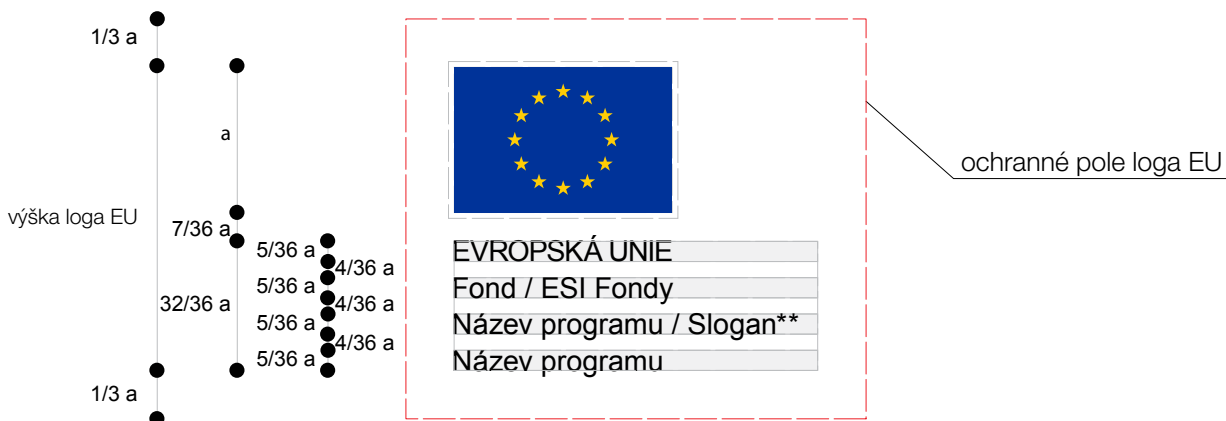 1/3 a
a
výška loga EU
7/36 a
32/36 a
1/3 a
5/36 a
4/36 a
5/36 a
4/36 a
5/36 a
4/36 a
5/36 a
EVROPSKÁ UNIE
Fond / ESI Fondy
Název programu / Slogan**
Název programu
ochranné pole loga EU